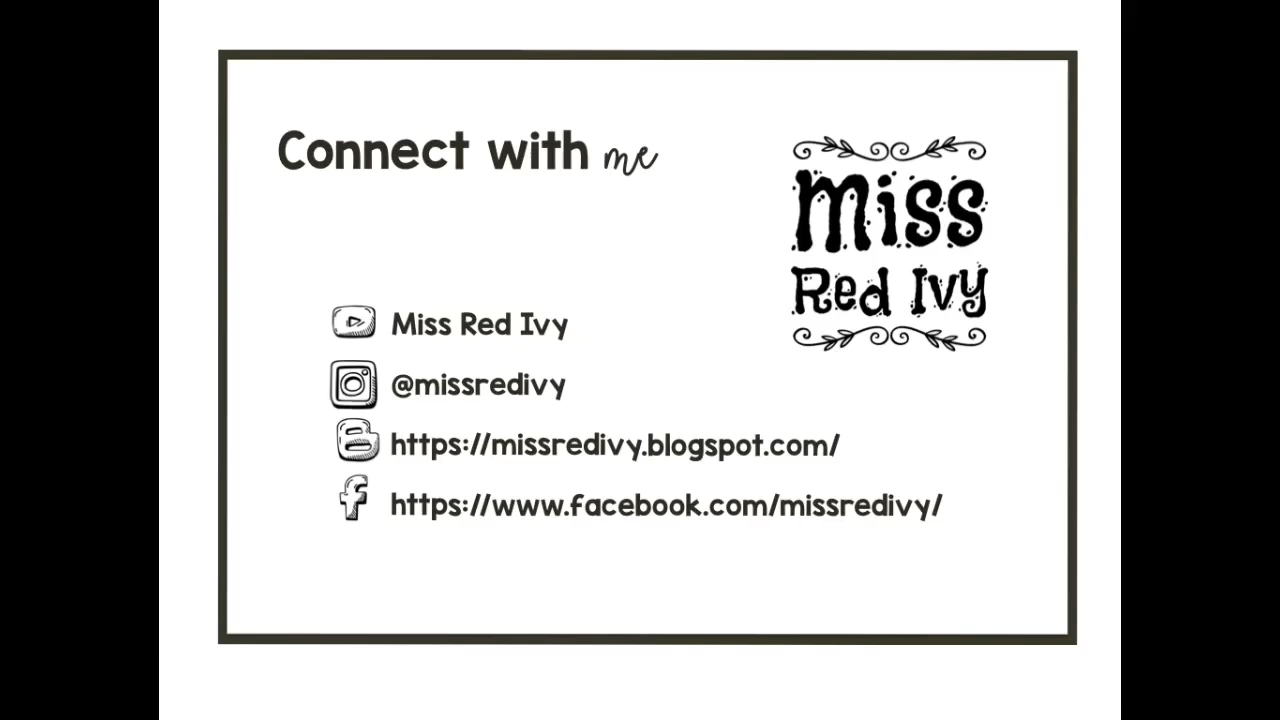 Connect with me
Miss
Red Ivy
Miss Red Ivy
@missredivy
https://missredivy.blogspot.com/
https://www.facebook.com/missredivy/